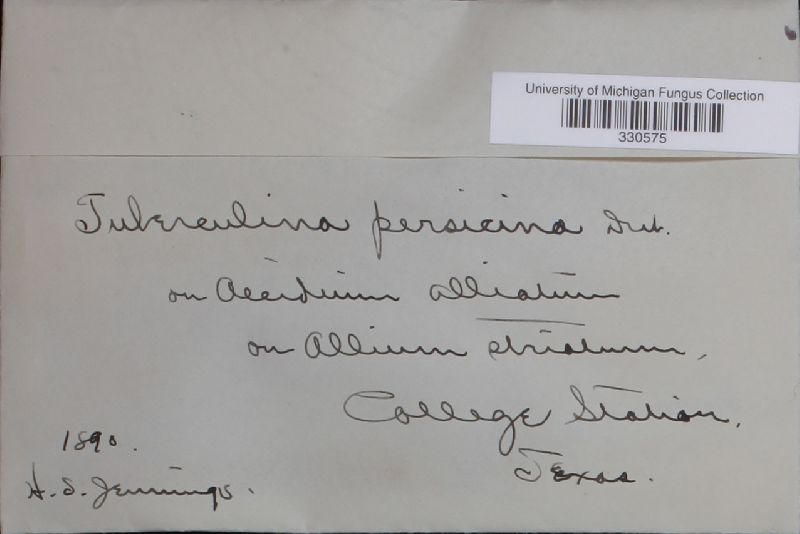 University of Michigan Fungus Collection
330575
Tuberculina persicina Dit.
on Aecidium alliatum
on Allium striatum,
College Station,
Texas.
1890.
H. S. Jennings.